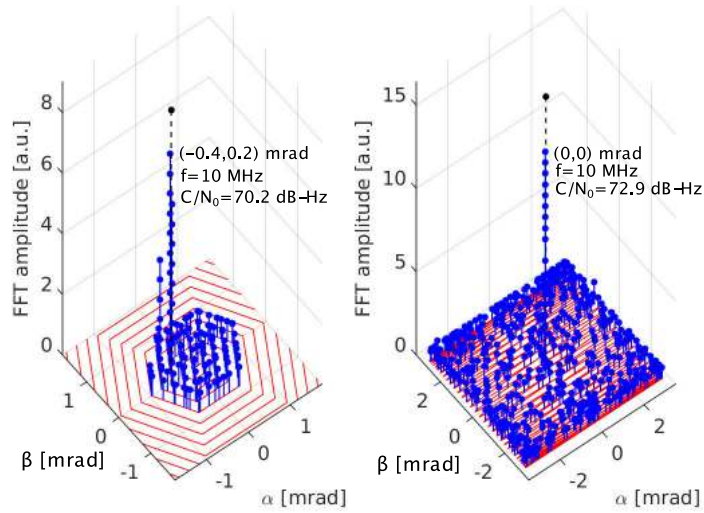 FFT amplitude [a.u.]
8
6
4
2
0
(−0.4,0.2) mrad
f=10 MHz
C/N₀=70.2 dB−Hz
1
0
-1
β [mrad]
-1
0
1
α [mrad]
FFT amplitude [a.u.]
15
10
5
0
(0,0) mrad
f=10 MHz
C/N₀=72.9 dB−Hz
2
0
-2
β [mrad]
-2
0
2
α [mrad]